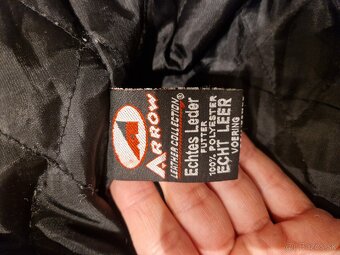 ARROW
LEATHER COLLECTION®
Echtes Leder
FUTTER
100% POLYESTER
ECHT LEER
VOERING